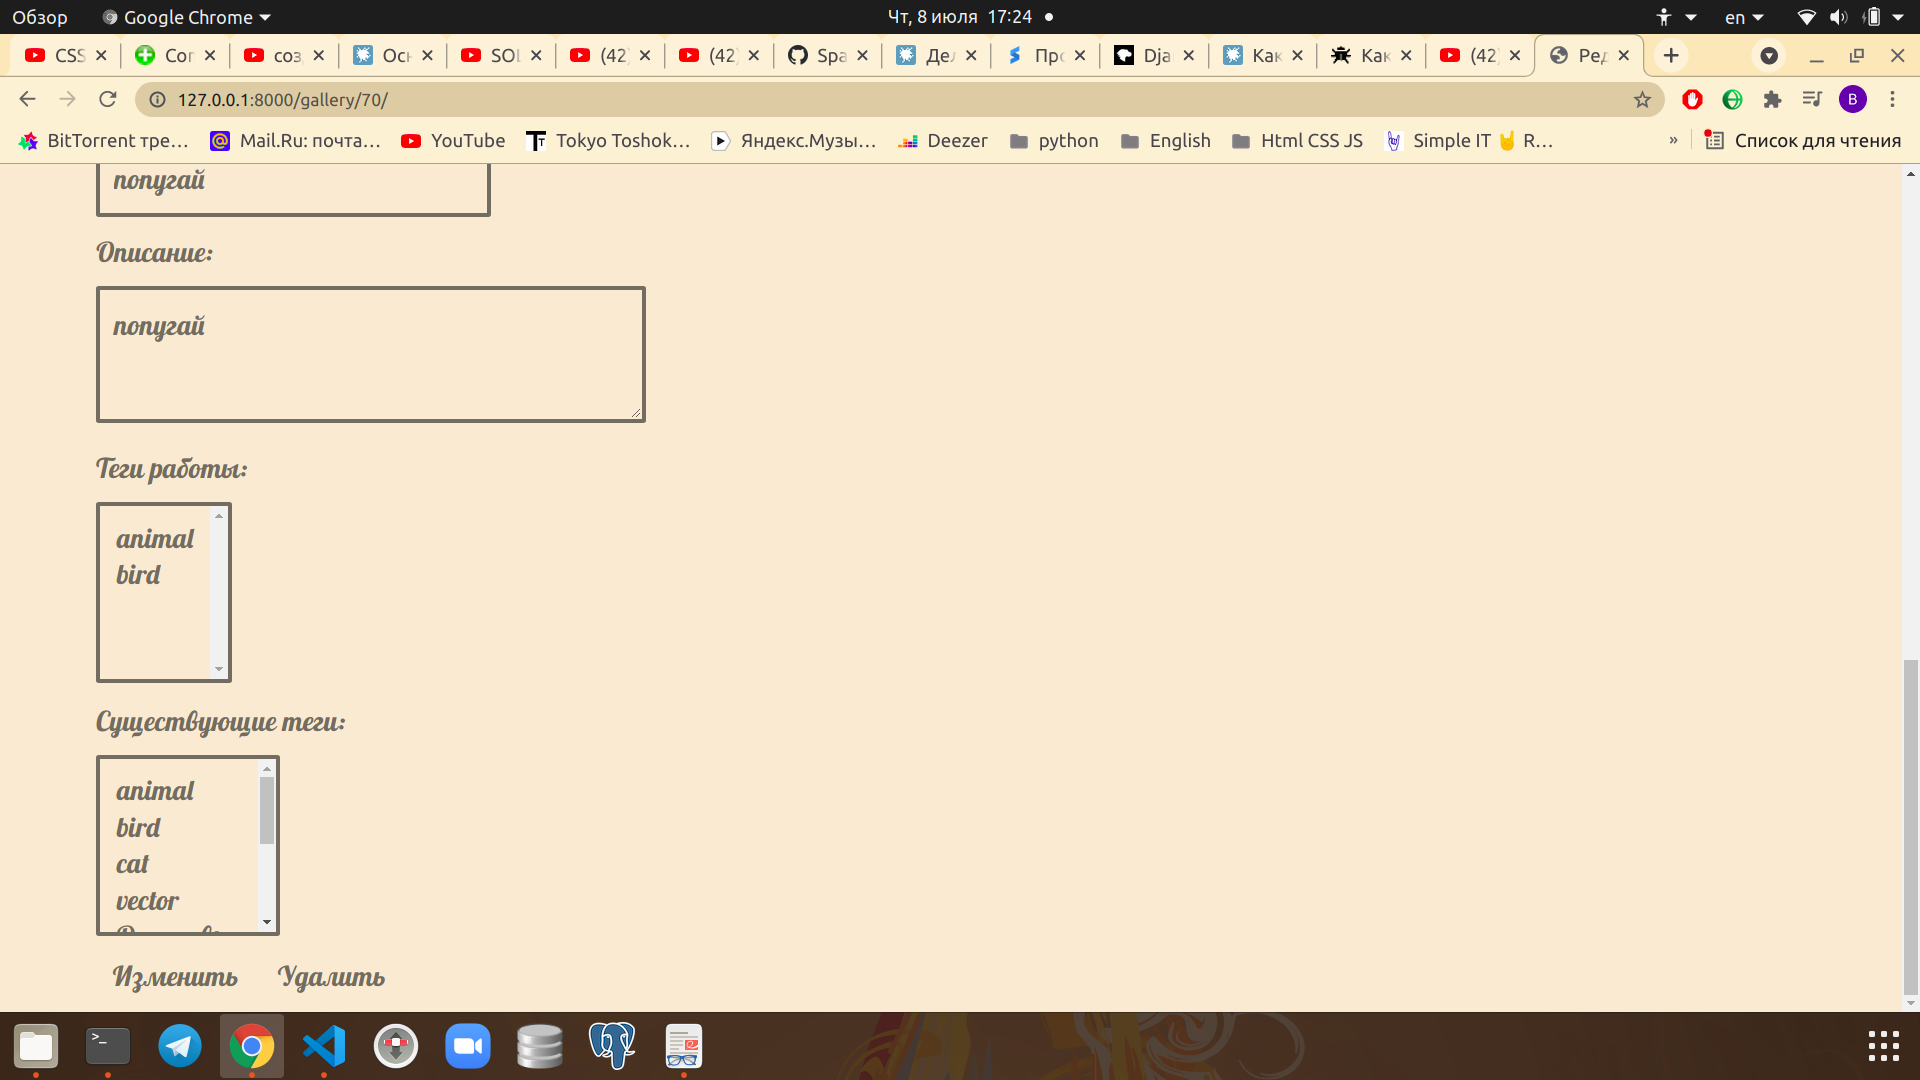 Обзор Google Chrome Чт, 8 июля 17:24 en
CSS Сог соз Осн SOL (42) (42) Spa Дел Про Dja Как Как (42) Ред
127.0.0.1:8000/gallery/70/ B
BitTorrent тре… Mail.Ru: почта… YouTube Tokyo Toshok… Яндекс.Музы… Deezer python English Html CSS JS Simple IT 🤘 R… » Список для чтения
попугай
Описание:
попугай
Теги работы:
animal
bird
Существующие теги:
animal
bird
cat
vector
Изменить Удалить